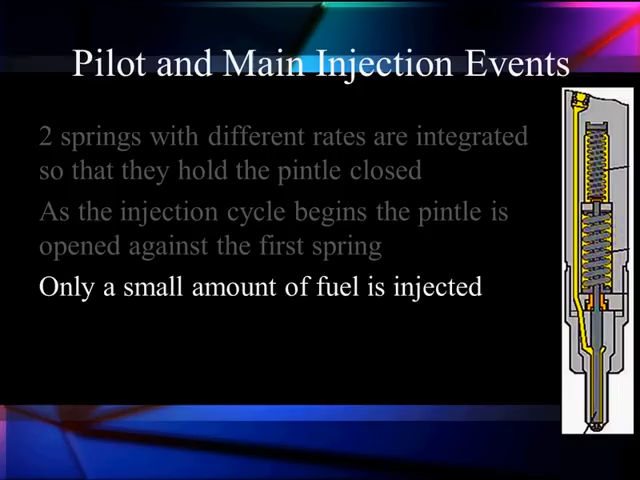 Pilot and Main Injection Events
2 springs with different rates are integrated
so that they hold the pintle closed
As the injection cycle begins the pintle is
opened against the first spring
Only a small amount of fuel is injected